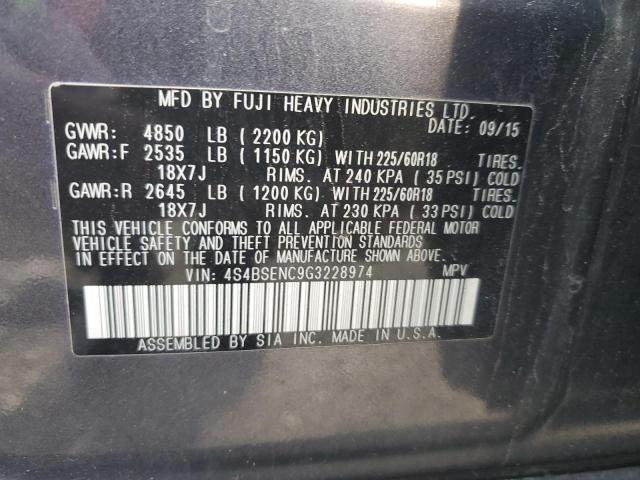 MFD BY FUJI HEAVY INDUSTRIES LTD.
DATE: 09/15
GVWR: 4850 LB ( 2200 KG)
GAWR:F 2535 LB ( 1150 KG) WITH 225/60R18 TIRES.
18X7J RIMS. AT 240 KPA ( 35 PSI) COLD
GAWR:R 2645 LB ( 1200 KG) WITH 225/60R18 TIRES.
18X7J RIMS. AT 230 KPA ( 33 PSI) COLD
THIS VEHICLE CONFORMS TO ALL APPLICABLE FEDERAL MOTOR
VEHICLE SAFETY AND THEFT PREVENTION STANDARDS
IN EFFECT ON THE DATE OF MANUFACTURE SHOWN ABOVE.
VIN: 4S4BSENC9G3228974 MPV
ASSEMBLED BY SIA INC. MADE IN U.S.A.